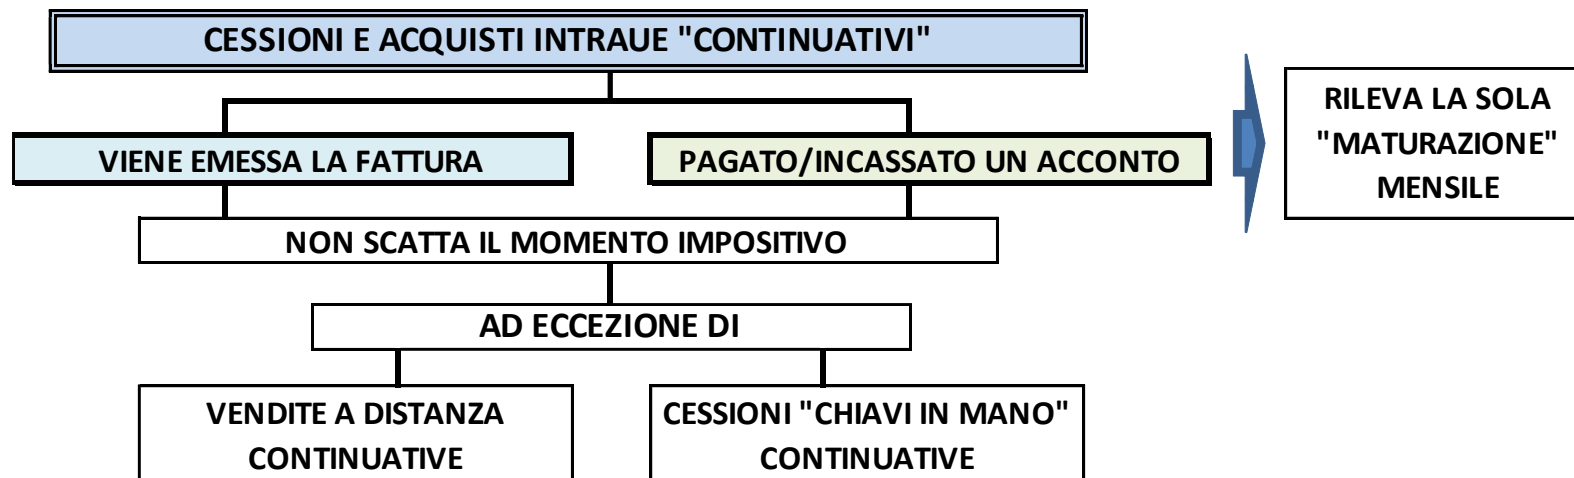 CESSIONI E ACQUISTI INTRAUE "CONTINUATIVI"
VIENE EMESSA LA FATTURA
PAGATO/INCASSATO UN ACCONTO
RILEVA LA SOLA
"MATURAZIONE"
MENSILE
NON SCATTA IL MOMENTO IMPOSITIVO
AD ECCEZIONE DI
VENDITE A DISTANZA
CONTINUATIVE
CESSIONI "CHIAVI IN MANO"
CONTINUATIVE